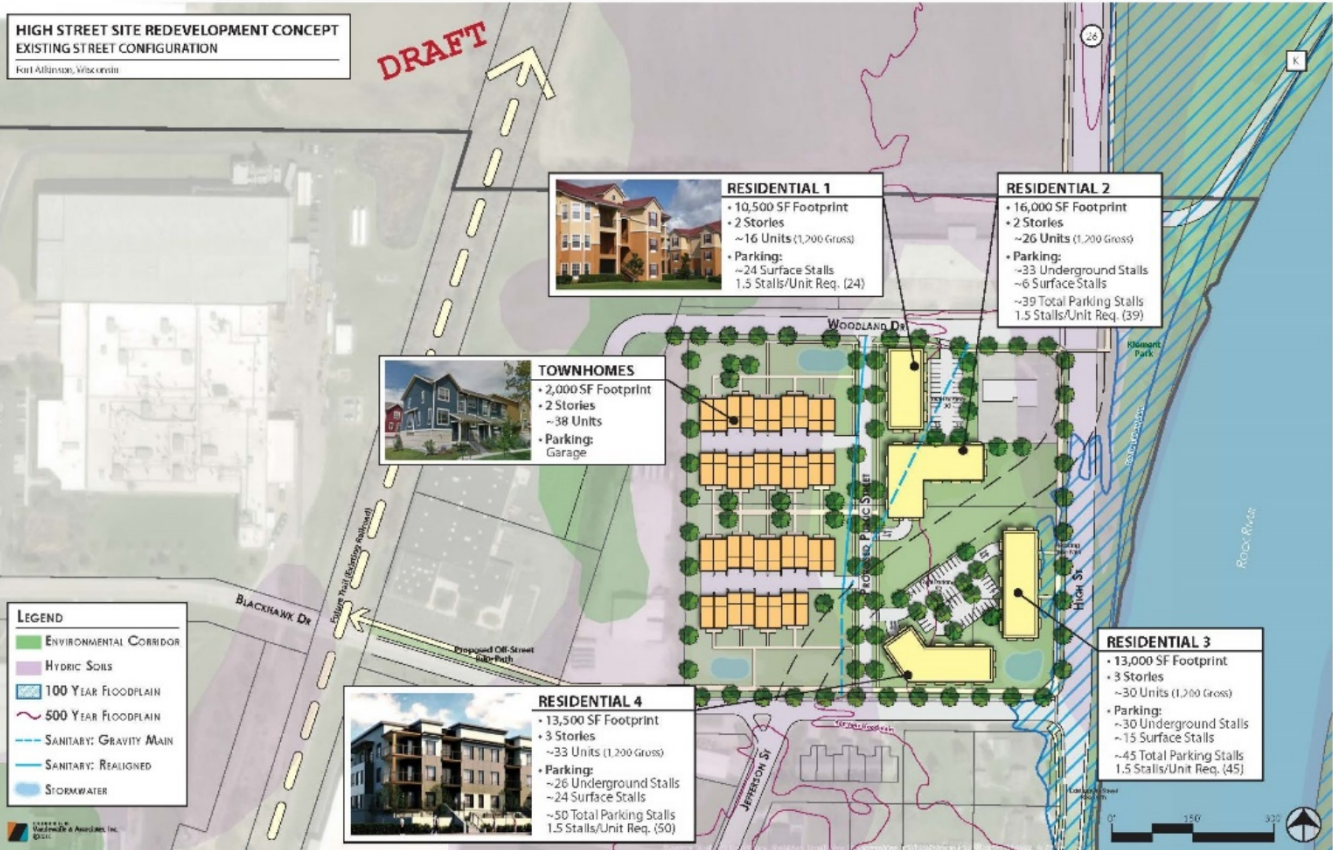 HIGH STREET SITE REDEVELOPMENT CONCEPT
EXISTING STREET CONFIGURATION
Fort Atkinson, Wisconsin
DRAFT
26
K
RESIDENTIAL 1
• 10,500 SF Footprint
• 2 Stories
~16 Units (1,200 Gross)
• Parking:
~24 Surface Stalls
1.5 Stalls/Unit Req. (24)
RESIDENTIAL 2
• 16,000 SF Footprint
• 2 Stories
~26 Units (1,200 Gross)
• Parking:
~33 Underground Stalls
~6 Surface Stalls
~39 Total Parking Stalls
1.5 Stalls/Unit Req. (39)
WOODLAND DR
Klement
Park
TOWNHOMES
• 2,000 SF Footprint
• 2 Stories
~38 Units
• Parking:
Garage
PROPOSED PUBLIC STREET
HIGH ST
ROCK RIVER
Future Trail (Existing Railroad)
BLACKHAWK DR
Proposed Off-Street
Bike Path
JEFFERSON ST
LEGEND
ENVIRONMENTAL CORRIDOR
HYDRIC SOILS
100 YEAR FLOODPLAIN
500 YEAR FLOODPLAIN
SANITARY: GRAVITY MAIN
SANITARY: REALIGNED
STORMWATER
RESIDENTIAL 4
• 13,500 SF Footprint
• 3 Stories
~33 Units (1,200 Gross)
• Parking:
~26 Underground Stalls
~24 Surface Stalls
~50 Total Parking Stalls
1.5 Stalls/Unit Req. (50)
RESIDENTIAL 3
• 13,000 SF Footprint
• 3 Stories
~30 Units (1,200 Gross)
• Parking:
~30 Underground Stalls
~15 Surface Stalls
~45 Total Parking Stalls
1.5 Stalls/Unit Req. (45)
Vandewalle & Associates, Inc.
0'
150'
300'